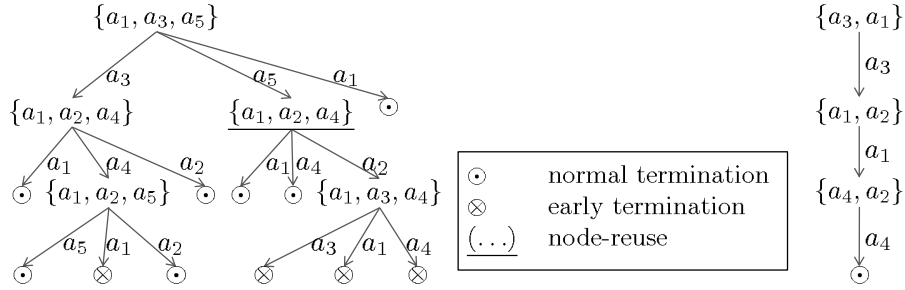 {a₁, a₃, a₅} {a₃, a₁}
a₃ a₅ a₁ a₃
{a₁, a₂, a₄} {a₁, a₂, a₄} {a₁, a₂}
a₁ a₄ a₂ a₁ a₄ a₂ a₁
{a₁, a₂, a₅} {a₁, a₃, a₄} {a₄, a₂}
a₅ a₁ a₂ a₃ a₁ a₄ a₄
⊙ normal termination
⊗ early termination
(...) node-reuse